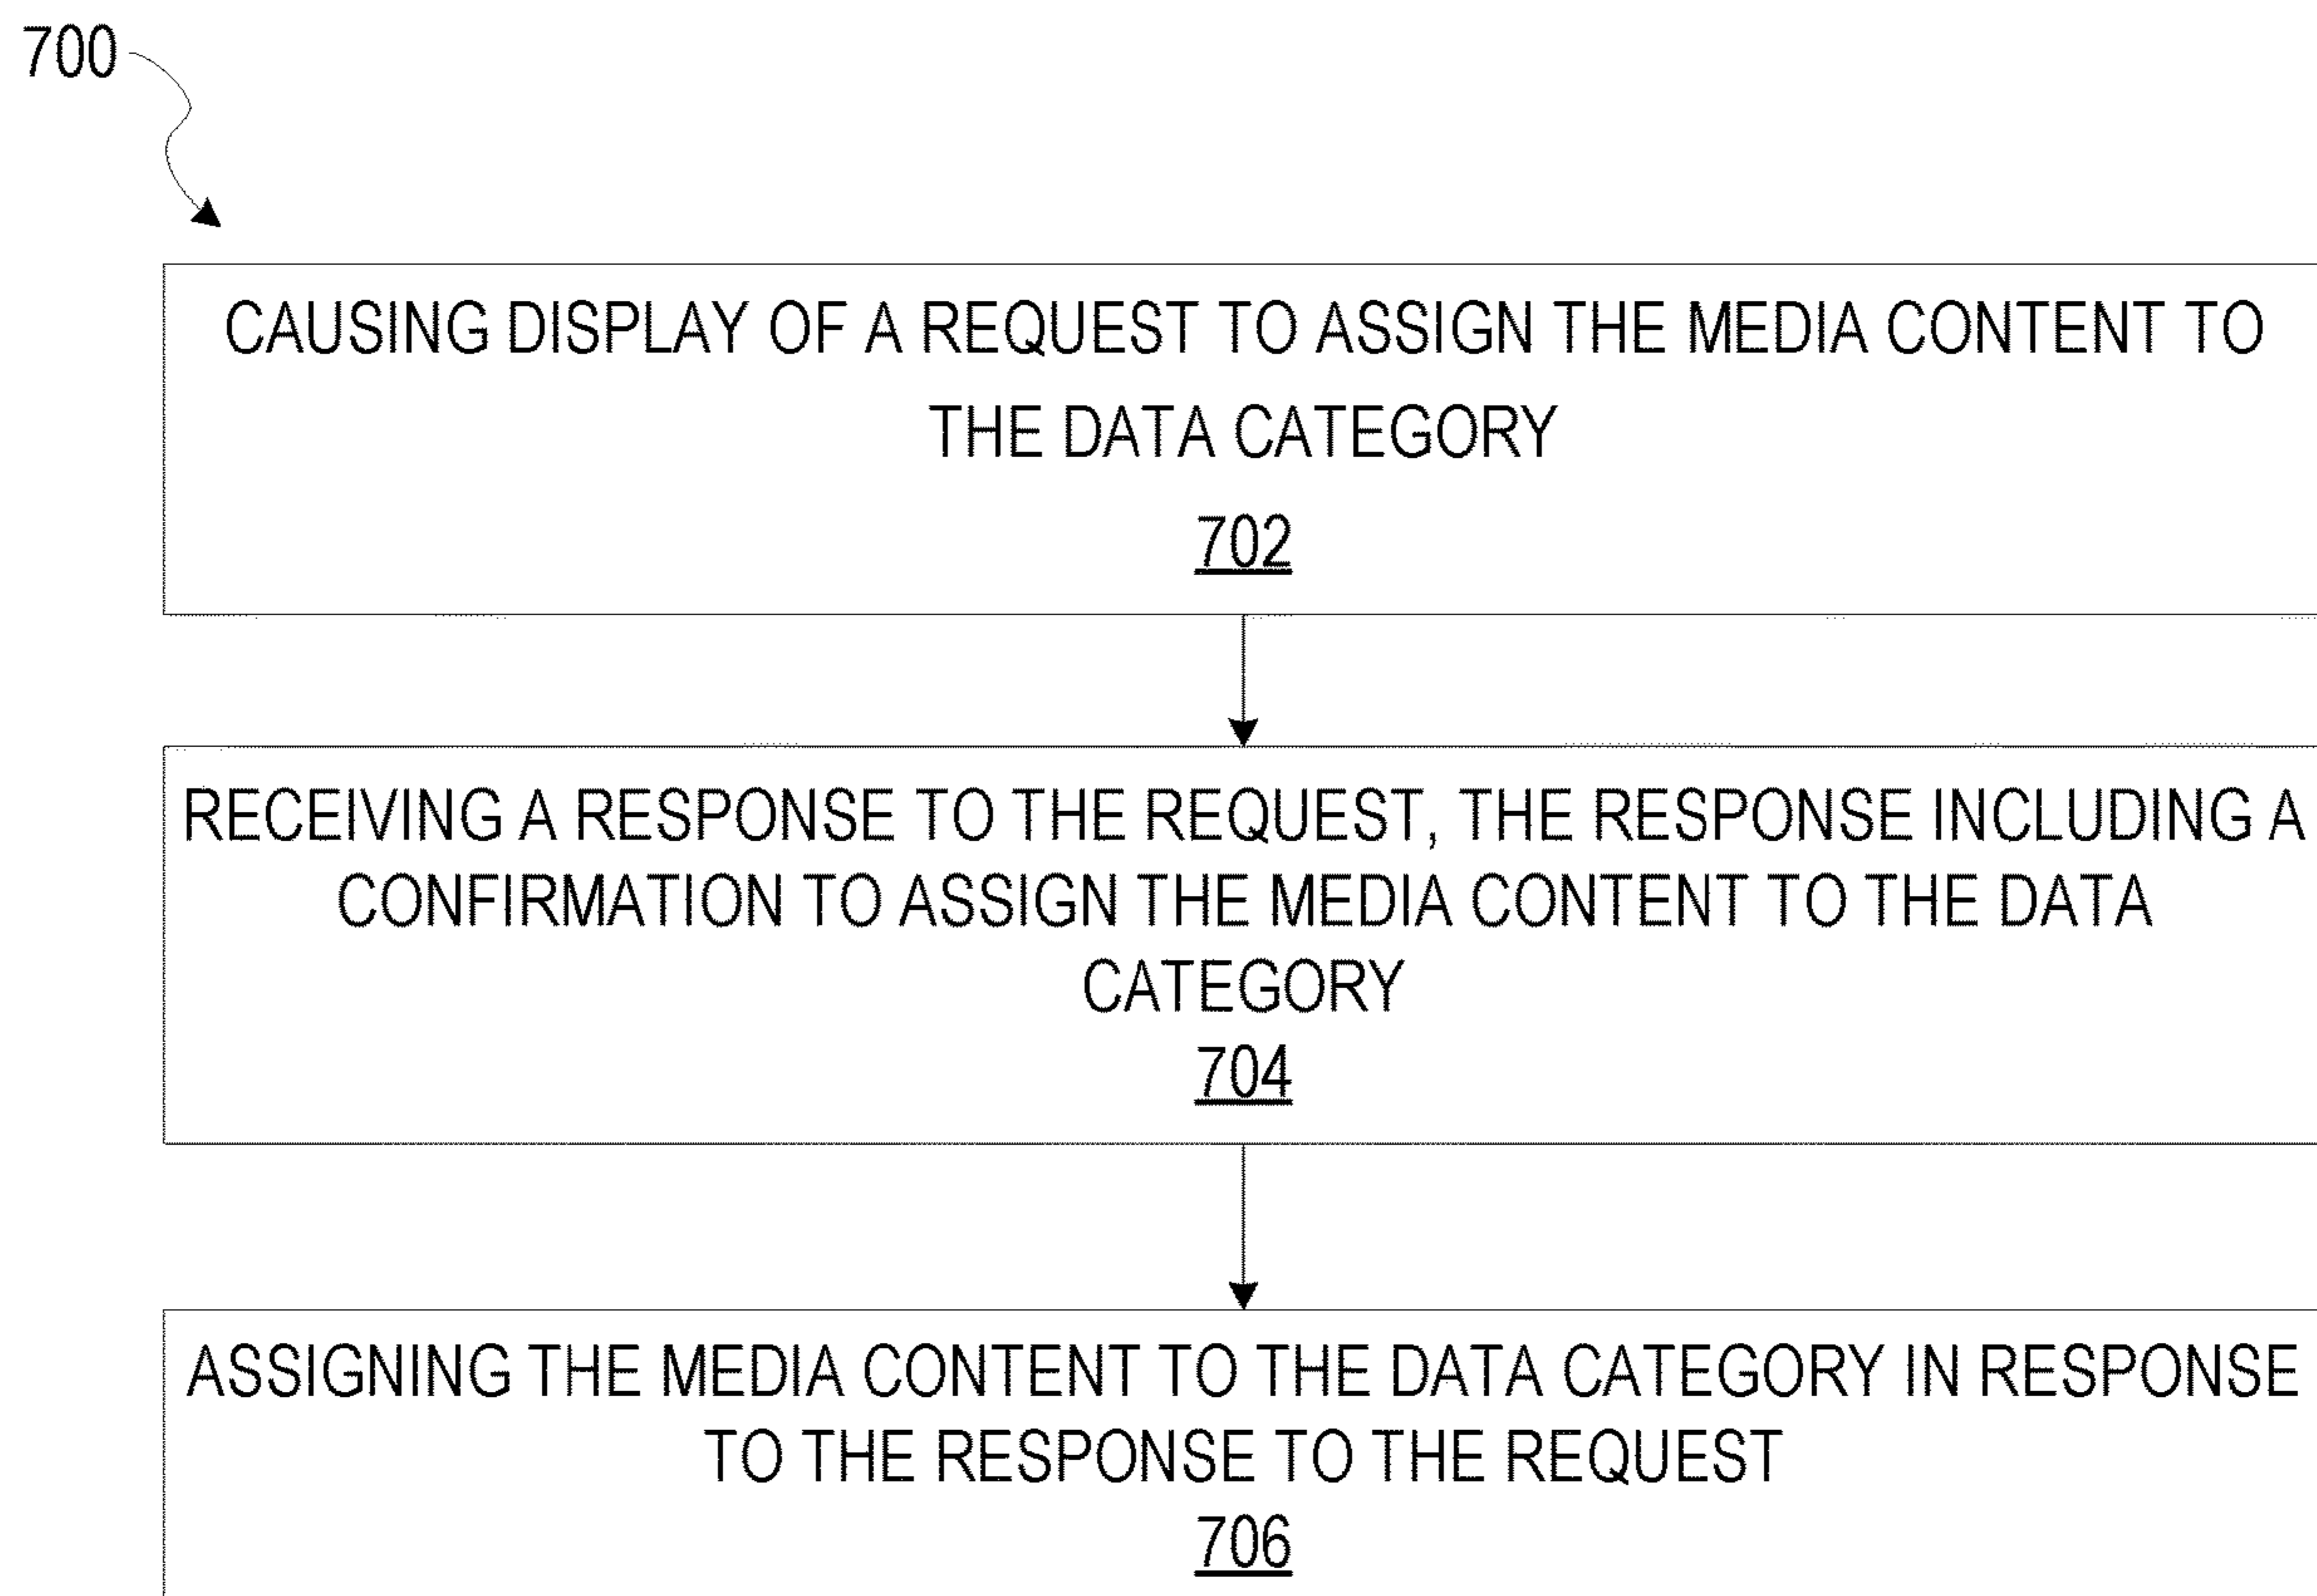 700
CAUSING DISPLAY OF A REQUEST TO ASSIGN THE MEDIA CONTENT TO
THE DATA CATEGORY
702
RECEIVING A RESPONSE TO THE REQUEST, THE RESPONSE INCLUDING A
CONFIRMATION TO ASSIGN THE MEDIA CONTENT TO THE DATA
CATEGORY
704
ASSIGNING THE MEDIA CONTENT TO THE DATA CATEGORY IN RESPONSE
TO THE RESPONSE TO THE REQUEST
706